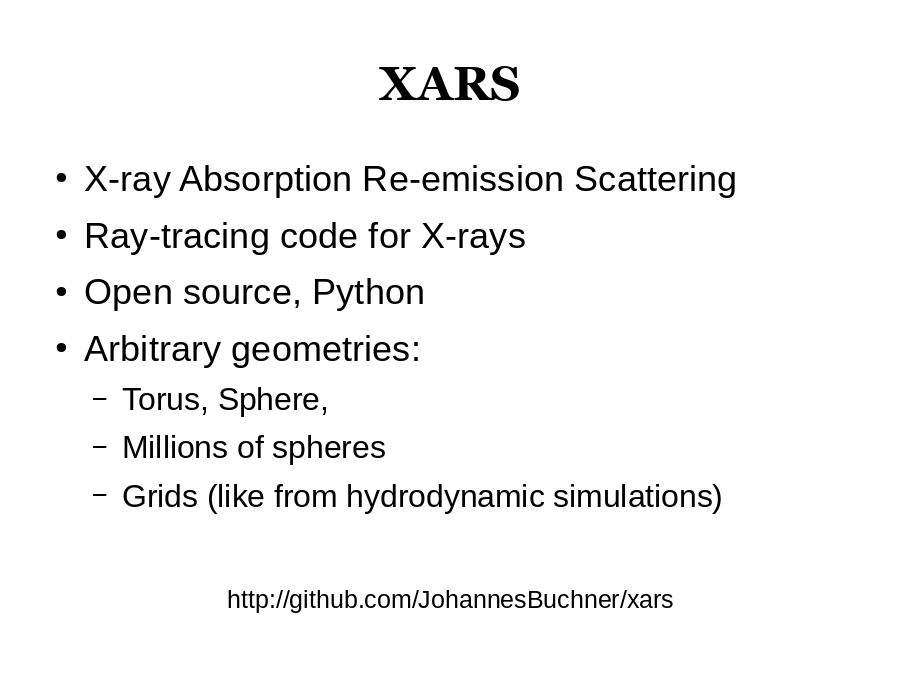 XARS
• X-ray Absorption Re-emission Scattering
• Ray-tracing code for X-rays
• Open source, Python
• Arbitrary geometries:
– Torus, Sphere,
– Millions of spheres
– Grids (like from hydrodynamic simulations)
http://github.com/JohannesBuchner/xars